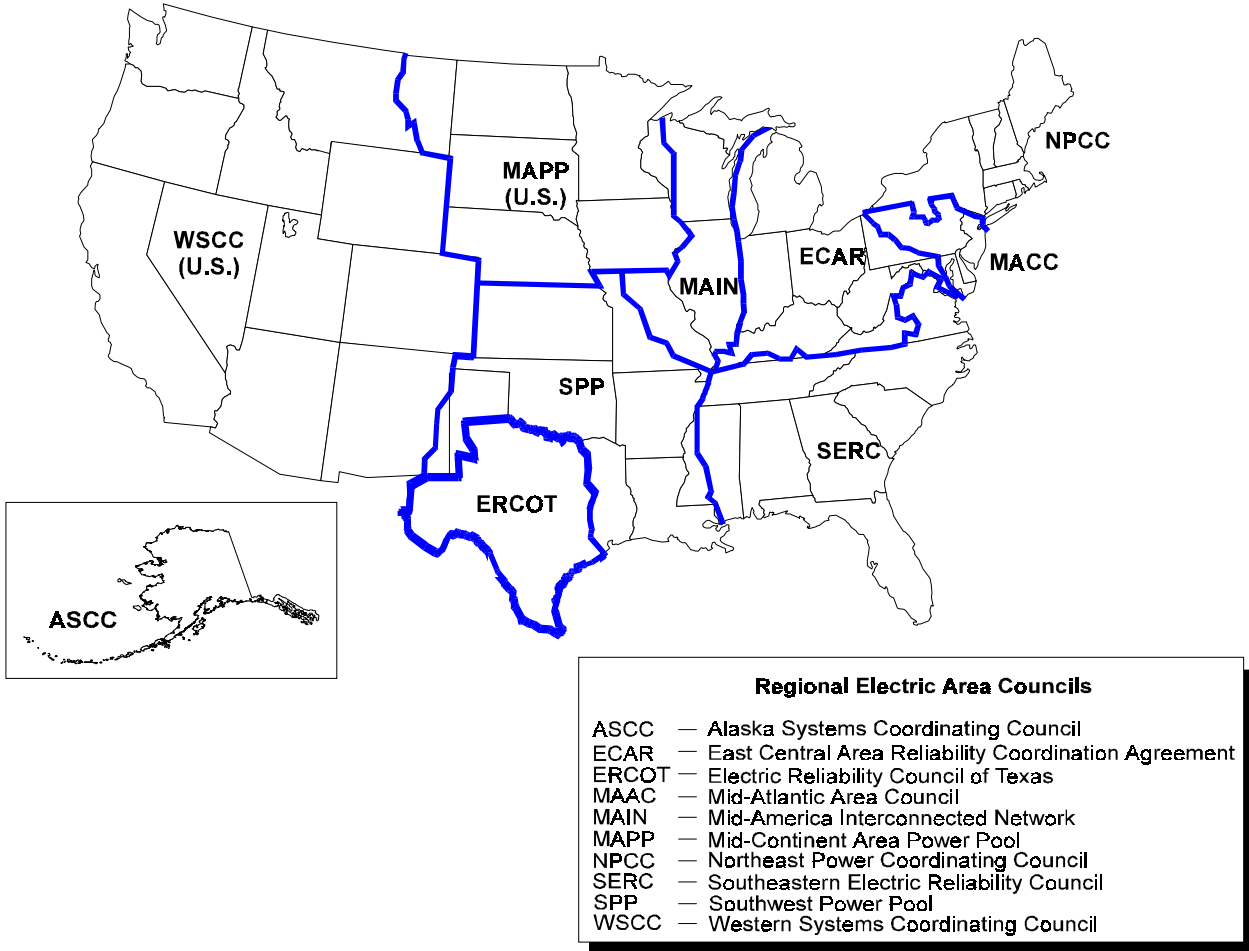 NPCC
MAPP
(U.S.)
WSCC
(U.S.)
ECAR
MACC
MAIN
SPP
SERC
ERCOT
ASCC
Regional Electric Area Councils
ASCC — Alaska Systems Coordinating Council
ECAR — East Central Area Reliability Coordination Agreement
ERCOT — Electric Reliability Council of Texas
MAAC — Mid-Atlantic Area Council
MAIN — Mid-America Interconnected Network
MAPP — Mid-Continent Area Power Pool
NPCC — Northeast Power Coordinating Council
SERC — Southeastern Electric Reliability Council
SPP — Southwest Power Pool
WSCC — Western Systems Coordinating Council